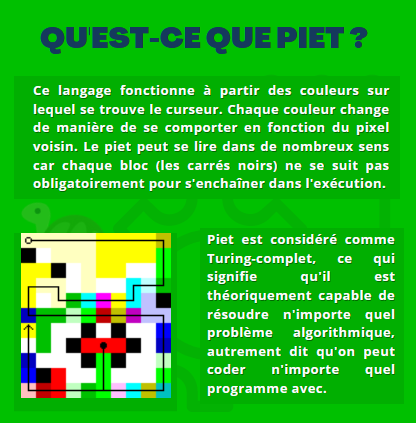 QU'EST-CE QUE PIET ?
Ce langage fonctionne à partir des couleurs sur
lequel se trouve le curseur. Chaque couleur change
de manière de se comporter en fonction du pixel
voisin. Le piet peut se lire dans de nombreux sens
car chaque bloc (les carrés noirs) ne se suit pas
obligatoirement pour s'enchaîner dans l'exécution.
Piet est considéré comme
Turing-complet, ce qui
signifie qu'il est
théoriquement capable de
résoudre n'importe quel
problème algorithmique,
autrement dit qu'on peut
coder n'importe quel
programme avec.